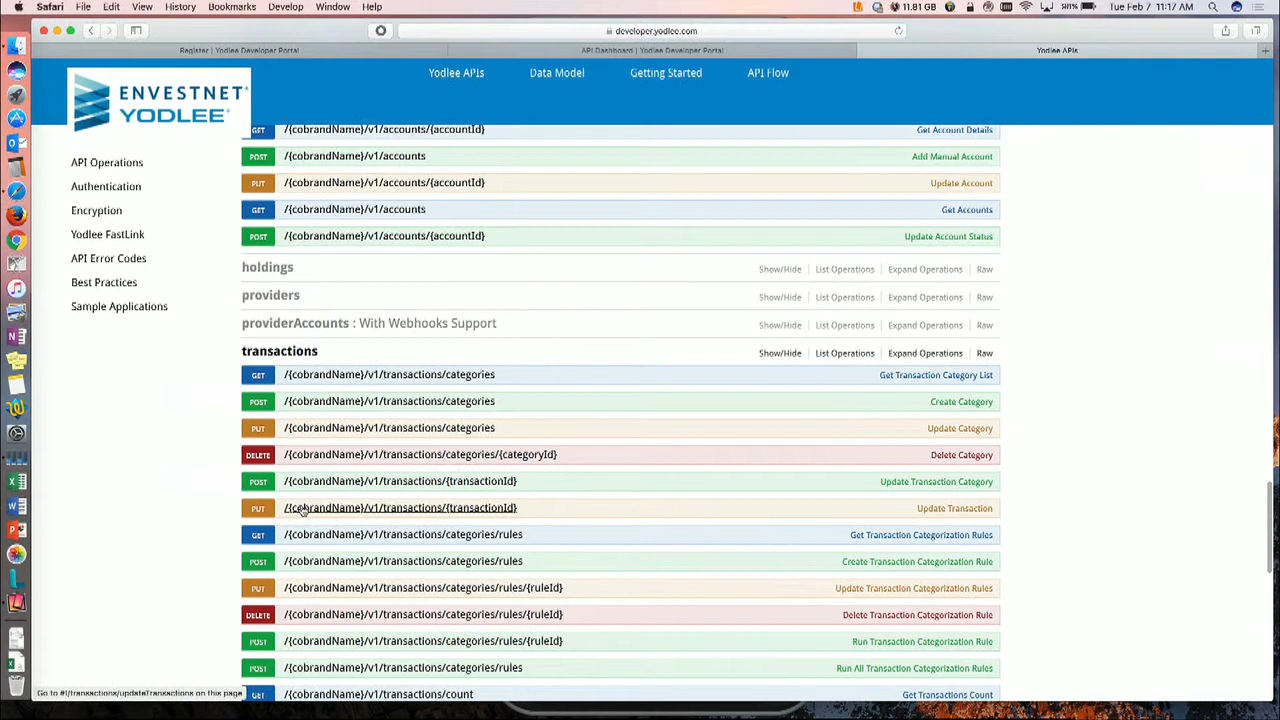 Safari File Edit View History Bookmarks Develop Window Help 11.81 GB 98% Tue Feb 7 11:17 AM
developer.yodlee.com
Register | Yodlee Developer Portal API Dashboard | Yodlee Developer Portal Yodlee APIs
ENVESTNET
YODLEE
Yodlee APIs Data Model Getting Started API Flow
API Operations
Authentication
Encryption
Yodlee FastLink
API Error Codes
Best Practices
Sample Applications
GET /{cobrandName}/v1/accounts/{accountId} Get Account Details
POST /{cobrandName}/v1/accounts Add Manual Account
PUT /{cobrandName}/v1/accounts/{accountId} Update Account
GET /{cobrandName}/v1/accounts Get Accounts
POST /{cobrandName}/v1/accounts/{accountId} Update Account Status
holdings Show/Hide List Operations Expand Operations Raw
providers Show/Hide List Operations Expand Operations Raw
providerAccounts : With Webhooks Support Show/Hide List Operations Expand Operations Raw
transactions Show/Hide List Operations Expand Operations Raw
GET /{cobrandName}/v1/transactions/categories Get Transaction Category List
POST /{cobrandName}/v1/transactions/categories Create Category
PUT /{cobrandName}/v1/transactions/categories Update Category
DELETE /{cobrandName}/v1/transactions/categories/{categoryId} Delete Category
POST /{cobrandName}/v1/transactions/{transactionId} Update Transaction Category
PUT /{cobrandName}/v1/transactions/{transactionId} Update Transaction
GET /{cobrandName}/v1/transactions/categories/rules Get Transaction Categorization Rules
POST /{cobrandName}/v1/transactions/categories/rules Create Transaction Categorization Rule
PUT /{cobrandName}/v1/transactions/categories/rules/{ruleId} Update Transaction Categorization Rules
DELETE /{cobrandName}/v1/transactions/categories/rules/{ruleId} Delete Transaction Categorization Rule
POST /{cobrandName}/v1/transactions/categories/rules/{ruleId} Run Transaction Categorization Rule
POST /{cobrandName}/v1/transactions/categories/rules Run All Transaction Categorization Rules
GET /{cobrandName}/v1/transactions/count Get Transactions Count
Go to #!/transactions/updateTransactions on this page